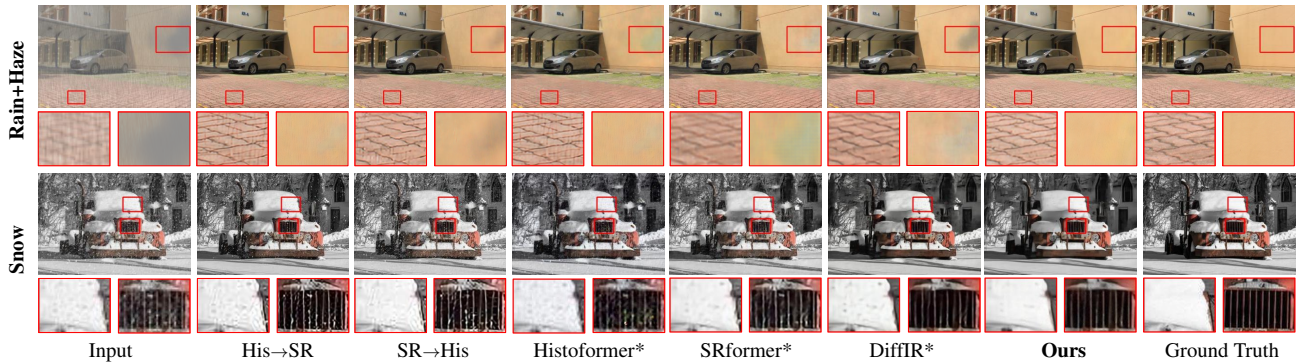 Rain+Haze
Snow
Input His→SR SR→His Histoformer* SRformer* DiffIR* Ours Ground Truth